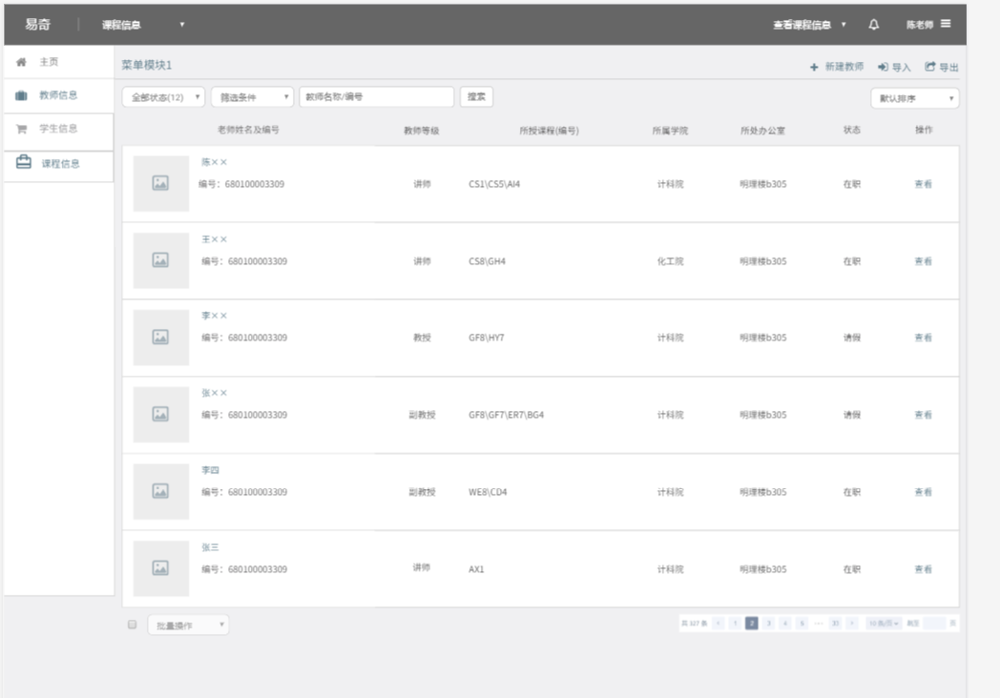 易奇 课程信息 查看课程信息 陈老师
主页
教师信息
学生信息
课程信息
菜单模块1 新建教师 导入 导出
全部状态(12) 筛选条件 教师名称/编号 搜索 默认排序
老师姓名及编号 教师等级 所授课程(编号) 所属学院 所处办公室 状态 操作
陈××
编号：680100003309 讲师 CS1\CS5\AI4 计科院 明理楼b305 在职 查看
王××
编号：680100003309 讲师 CS8\GH4 化工院 明理楼b305 在职 查看
李××
编号：680100003309 教授 GF8\HY7 计科院 明理楼b305 请假 查看
张××
编号：680100003309 副教授 GF8\GF7\ER7\BG4 计科院 明理楼b305 请假 查看
李四
编号：680100003309 副教授 WE8\CD4 计科院 明理楼b305 在职 查看
张三
编号：680100003309 讲师 AX1 计科院 明理楼b305 在职 查看
批量操作 共 327 条 < 1 2 3 4 5 ··· 31 > 10 条/页 跳至 页